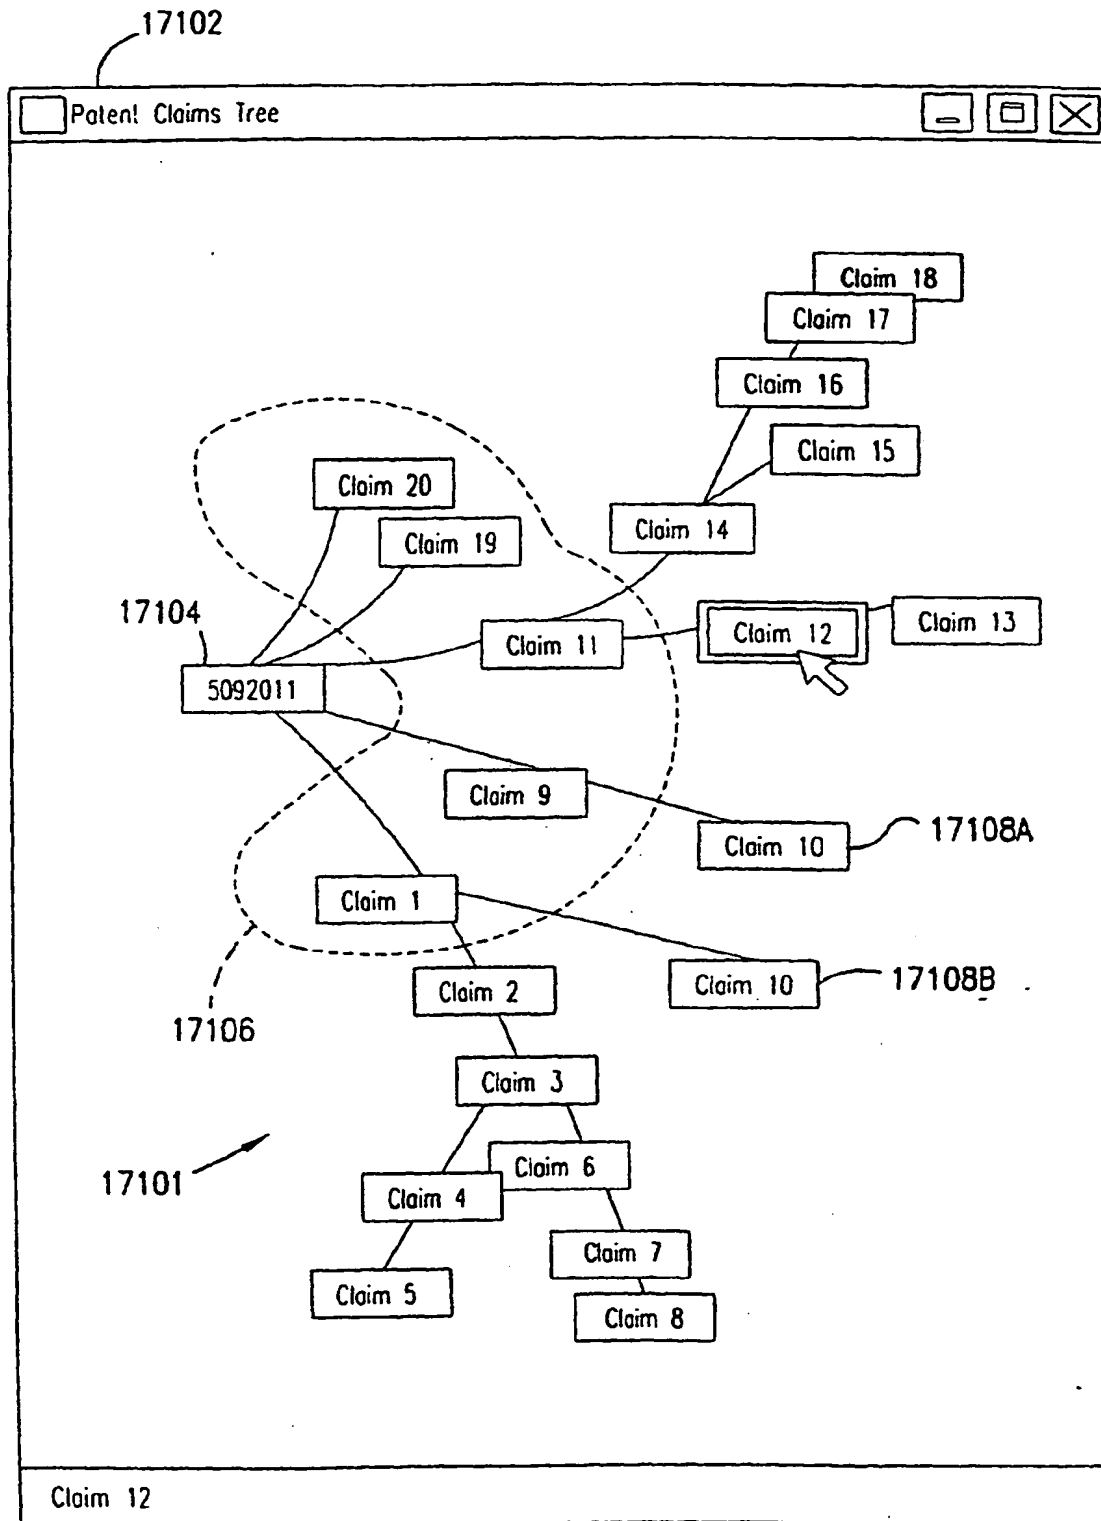 17102
Patent Claims Tree
Claim 18
Claim 17
Claim 16
Claim 15
Claim 20
Claim 14
Claim 19
17104
Claim 11
Claim 12
Claim 13
5092011
Claim 9
Claim 10
17108A
Claim 1
Claim 10
17108B
Claim 2
17106
Claim 3
Claim 6
17101
Claim 4
Claim 7
Claim 5
Claim 8
Claim 12